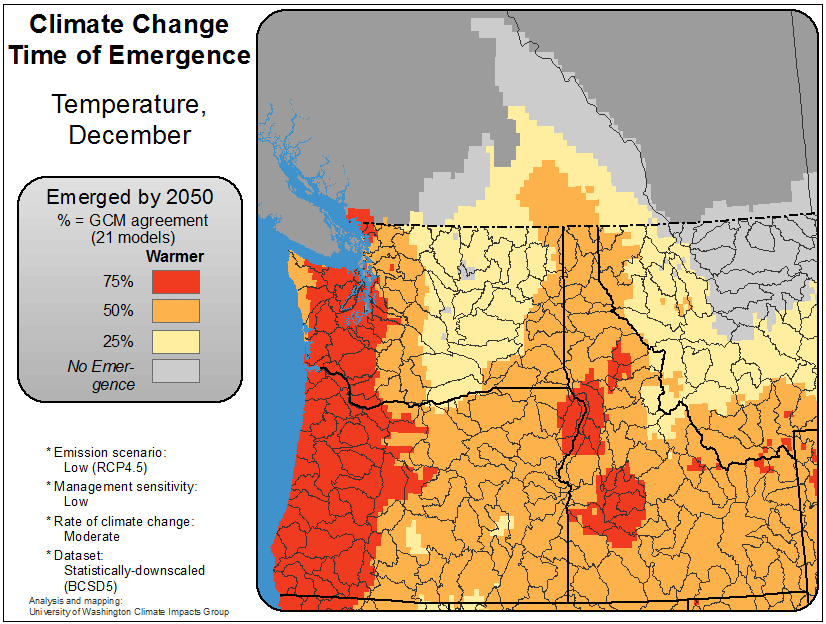 Climate Change
Time of Emergence
Temperature,
December
Emerged by 2050
% = GCM agreement
(21 models)
Warmer
75%
50%
25%
No Emer-
gence
* Emission scenario:
Low (RCP4.5)
* Management sensitivity:
Low
* Rate of climate change:
Moderate
* Dataset:
Statistically-downscaled
(BCSD5)
Analysis and mapping:
University of Washington Climate Impacts Group